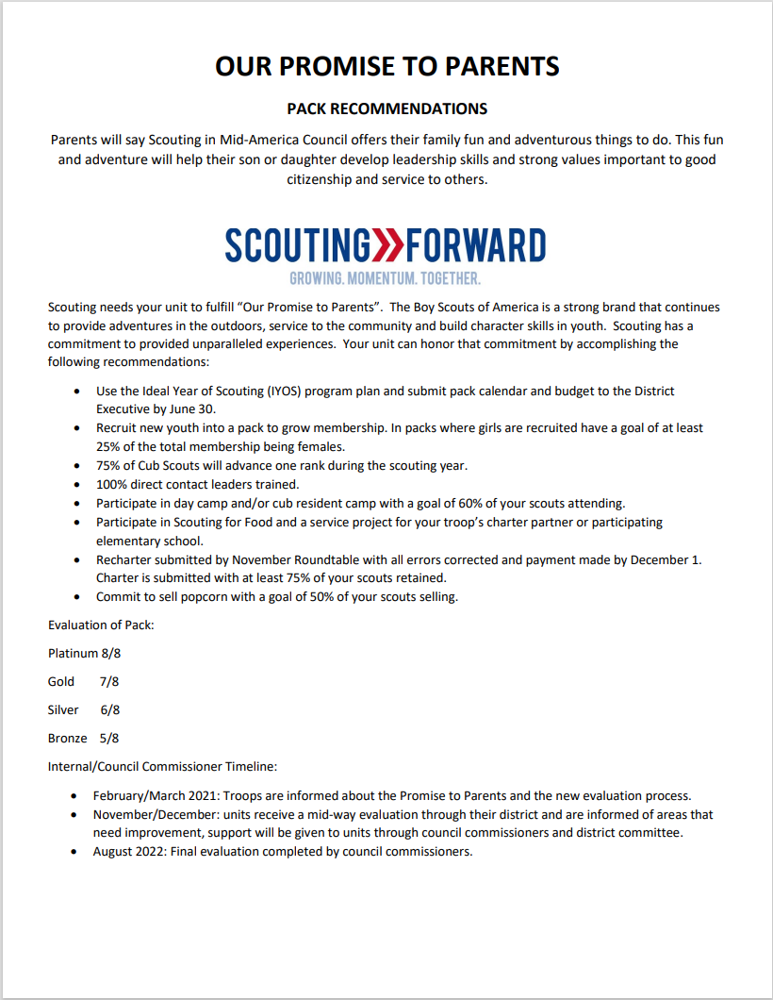 OUR PROMISE TO PARENTS
PACK RECOMMENDATIONS
Parents will say Scouting in Mid-America Council offers their family fun and adventurous things to do. This fun
and adventure will help their son or daughter develop leadership skills and strong values important to good
citizenship and service to others.
SCOUTING»FORWARD
GROWING. MOMENTUM. TOGETHER.
Scouting needs your unit to fulfill “Our Promise to Parents”.  The Boy Scouts of America is a strong brand that continues
to provide adventures in the outdoors, service to the community and build character skills in youth.  Scouting has a
commitment to provided unparalleled experiences.  Your unit can honor that commitment by accomplishing the
following recommendations:
• Use the Ideal Year of Scouting (IYOS) program plan and submit pack calendar and budget to the District
Executive by June 30.
• Recruit new youth into a pack to grow membership. In packs where girls are recruited have a goal of at least
25% of the total membership being females.
• 75% of Cub Scouts will advance one rank during the scouting year.
• 100% direct contact leaders trained.
• Participate in day camp and/or cub resident camp with a goal of 60% of your scouts attending.
• Participate in Scouting for Food and a service project for your troop’s charter partner or participating
elementary school.
• Recharter submitted by November Roundtable with all errors corrected and payment made by December 1.
Charter is submitted with at least 75% of your scouts retained.
• Commit to sell popcorn with a goal of 50% of your scouts selling.
Evaluation of Pack:
Platinum 8/8
Gold 7/8
Silver 6/8
Bronze 5/8
Internal/Council Commissioner Timeline:
• February/March 2021: Troops are informed about the Promise to Parents and the new evaluation process.
• November/December: units receive a mid-way evaluation through their district and are informed of areas that
need improvement, support will be given to units through council commissioners and district committee.
• August 2022: Final evaluation completed by council commissioners.